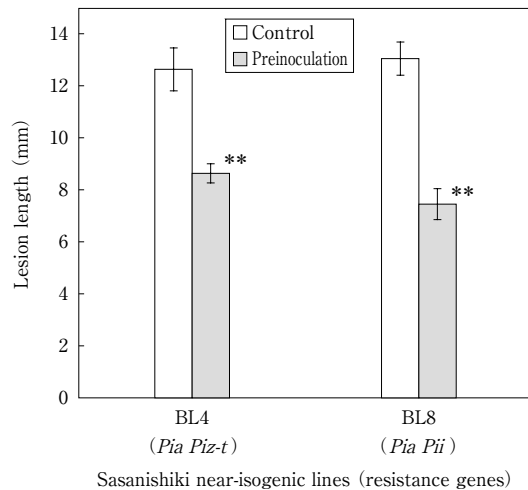 Control
Preinoculation
14
12
10
8
6
4
2
0
Lesion length (mm)
**
**
BL4
(Pia Piz-t)
BL8
(Pia Pii)
Sasanishiki near-isogenic lines (resistance genes)